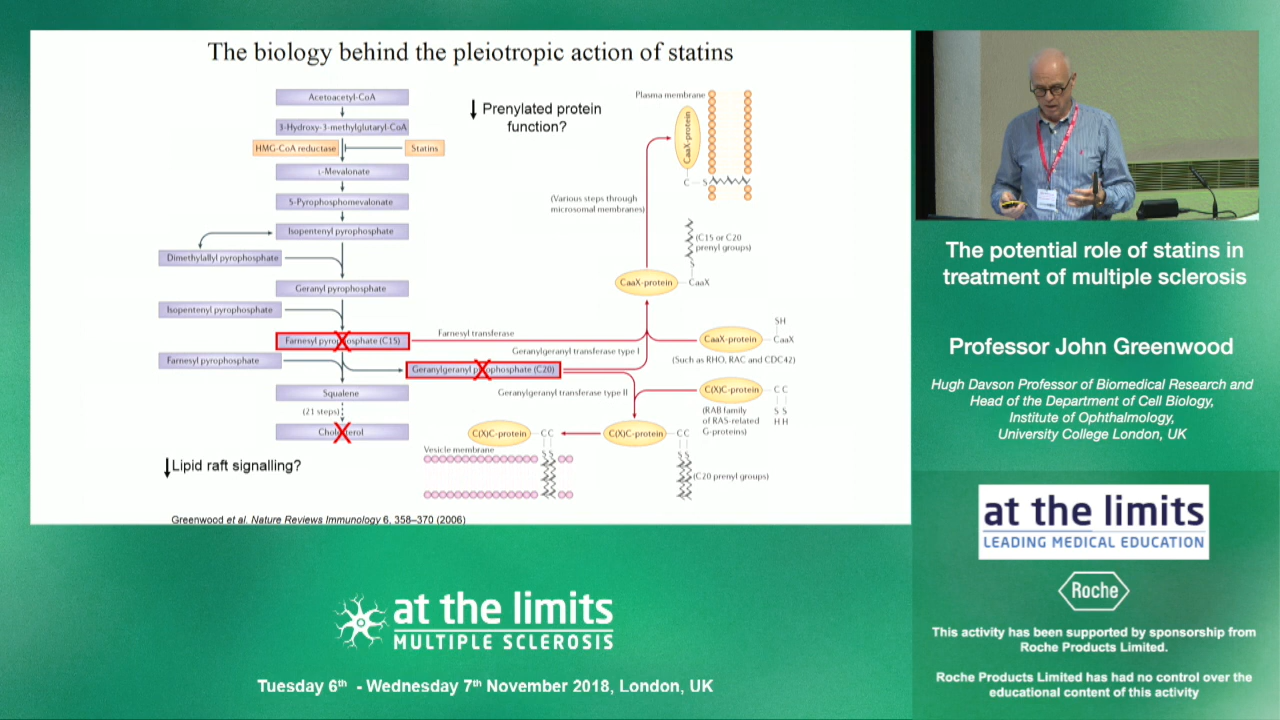 The biology behind the pleiotropic action of statins
Acetoacetyl-CoA
3-Hydroxy-3-methylglutaryl-CoA
HMG-CoA reductase
Statins
L-Mevalonate
5-Pyrophosphomevalonate
Isopentenyl pyrophosphate
Dimethylallyl pyrophosphate
Geranyl pyrophosphate
Isopentenyl pyrophosphate
Farnesyl pyrophosphate (C15)
Farnesyl pyrophosphate
Geranylgeranyl pyrophosphate (C20)
Squalene
(21 steps)
Cholesterol
↓ Lipid raft signalling?
↓ Prenylated protein
function?
Plasma membrane
CaaX-protein
C S
(Various steps through
microsomal membranes)
(C15 or C20
prenyl groups)
S
CaaX-protein CaaX
Farnesyl transferase
Geranylgeranyl transferase type I
SH
CaaX-protein CaaX
(Such as RHO, RAC and CDC42)
Geranylgeranyl transferase type II
C(X)C-protein C C
(RAB family
of RAS-related
G-proteins)
S S
H H
C(X)C-protein CC
C(X)C-protein CC
S S
S S
Vesicle membrane
(C20 prenyl groups)
Greenwood et al. Nature Reviews Immunology 6, 358–370 (2006)
The potential role of statins in
treatment of multiple sclerosis
Professor John Greenwood
Hugh Davson Professor of Biomedical Research and
Head of the Department of Cell Biology,
Institute of Ophthalmology,
University College London, UK
at the limits
LEADING MEDICAL EDUCATION
Roche
This activity has been supported by sponsorship from
Roche Products Limited.
Roche Products Limited has had no control over the
educational content of this activity
at the limits
MULTIPLE SCLEROSIS
Tuesday 6th - Wednesday 7th November 2018, London, UK